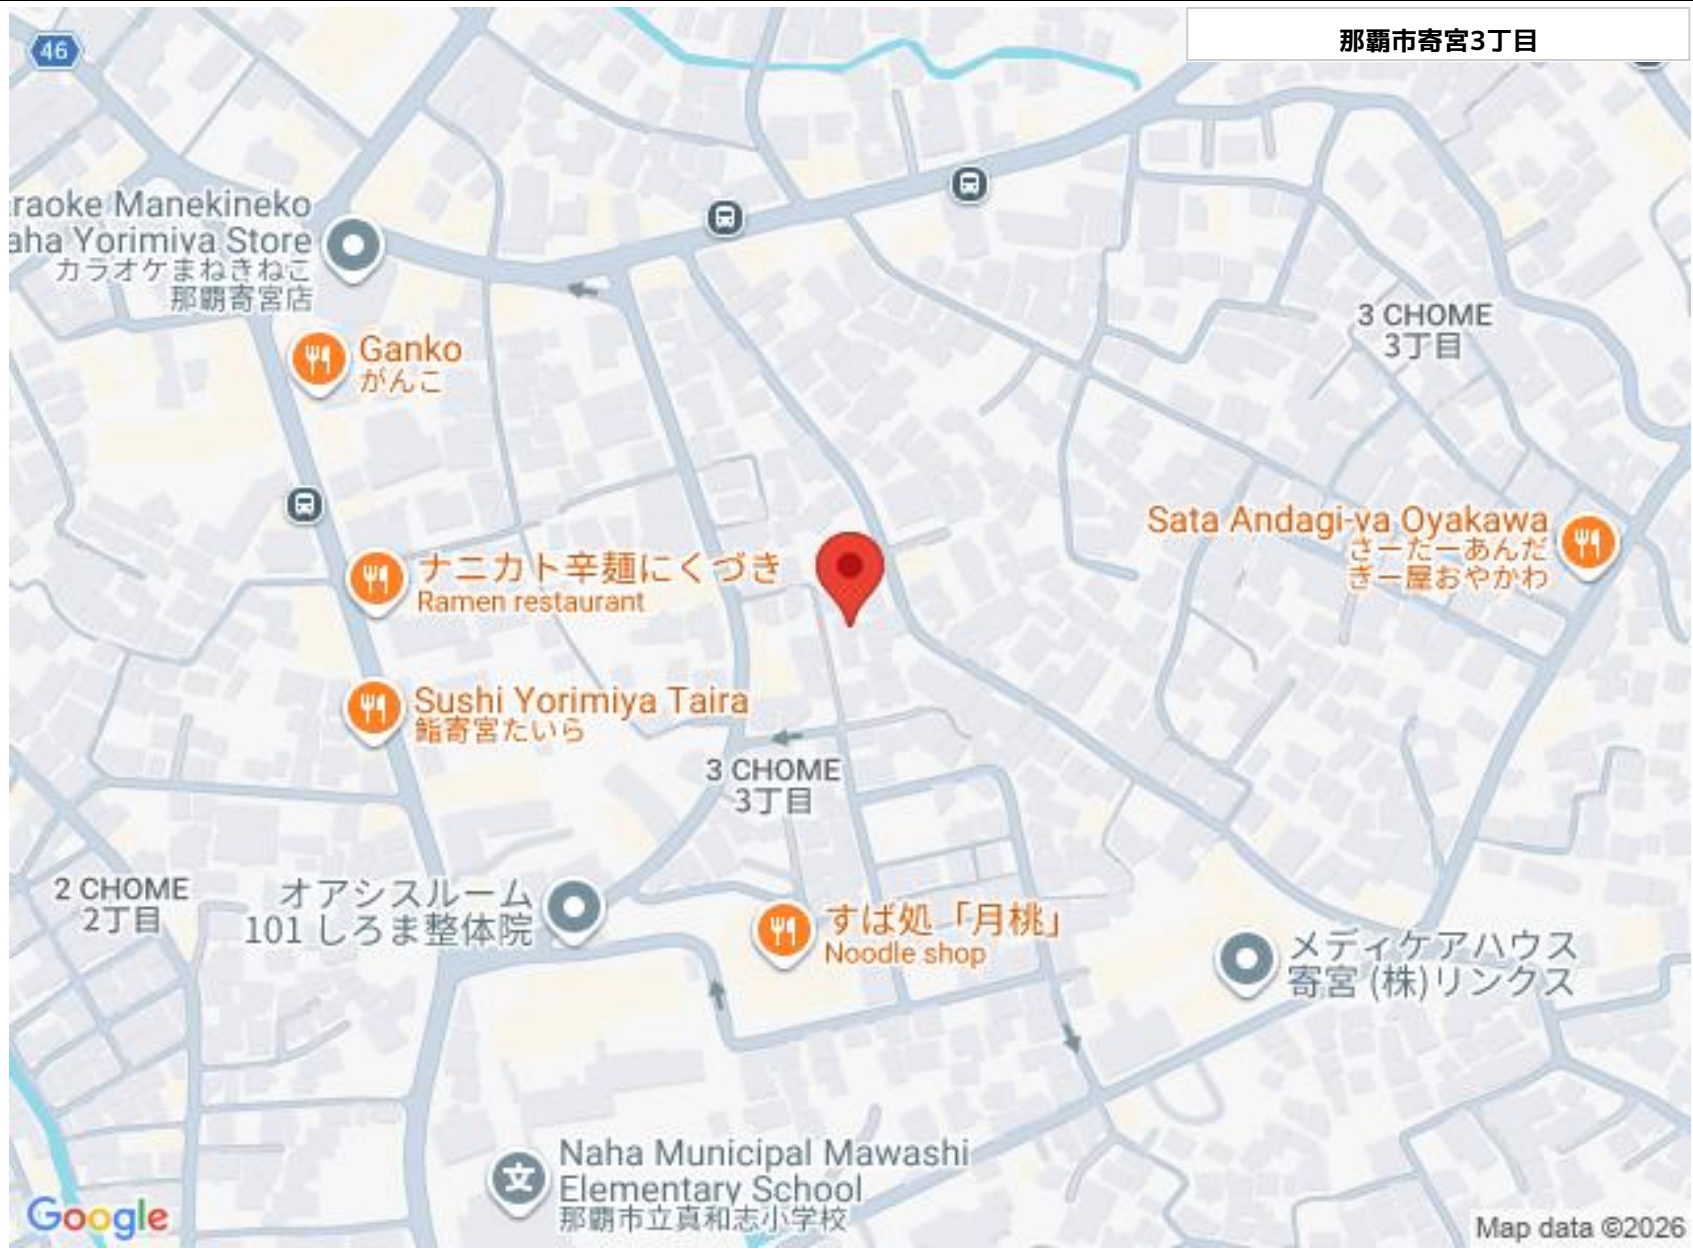 那覇市寄宮3丁目
46
raoke Manekineko
aha Yorimiya Store
カラオケまねきねこ
那覇寄宮店
Ganko
がんこ
3 CHOME
3丁目
Sata Andagi-ya Oyakawa
さーたーあんだ
ぎー屋おやかわ
ナニカト辛麺にくづき
Ramen restaurant
Sushi Yorimiya Taira
鮨寄宮たいら
3 CHOME
3丁目
2 CHOME
2丁目
オアシスルーム
101 しろま整体院
すば処「月桃」
Noodle shop
メディケアハウス
寄宮 (株)リンクス
文
Naha Municipal Mawashi
Elementary School
那覇市立真和志小学校
Google
Map data ©2026